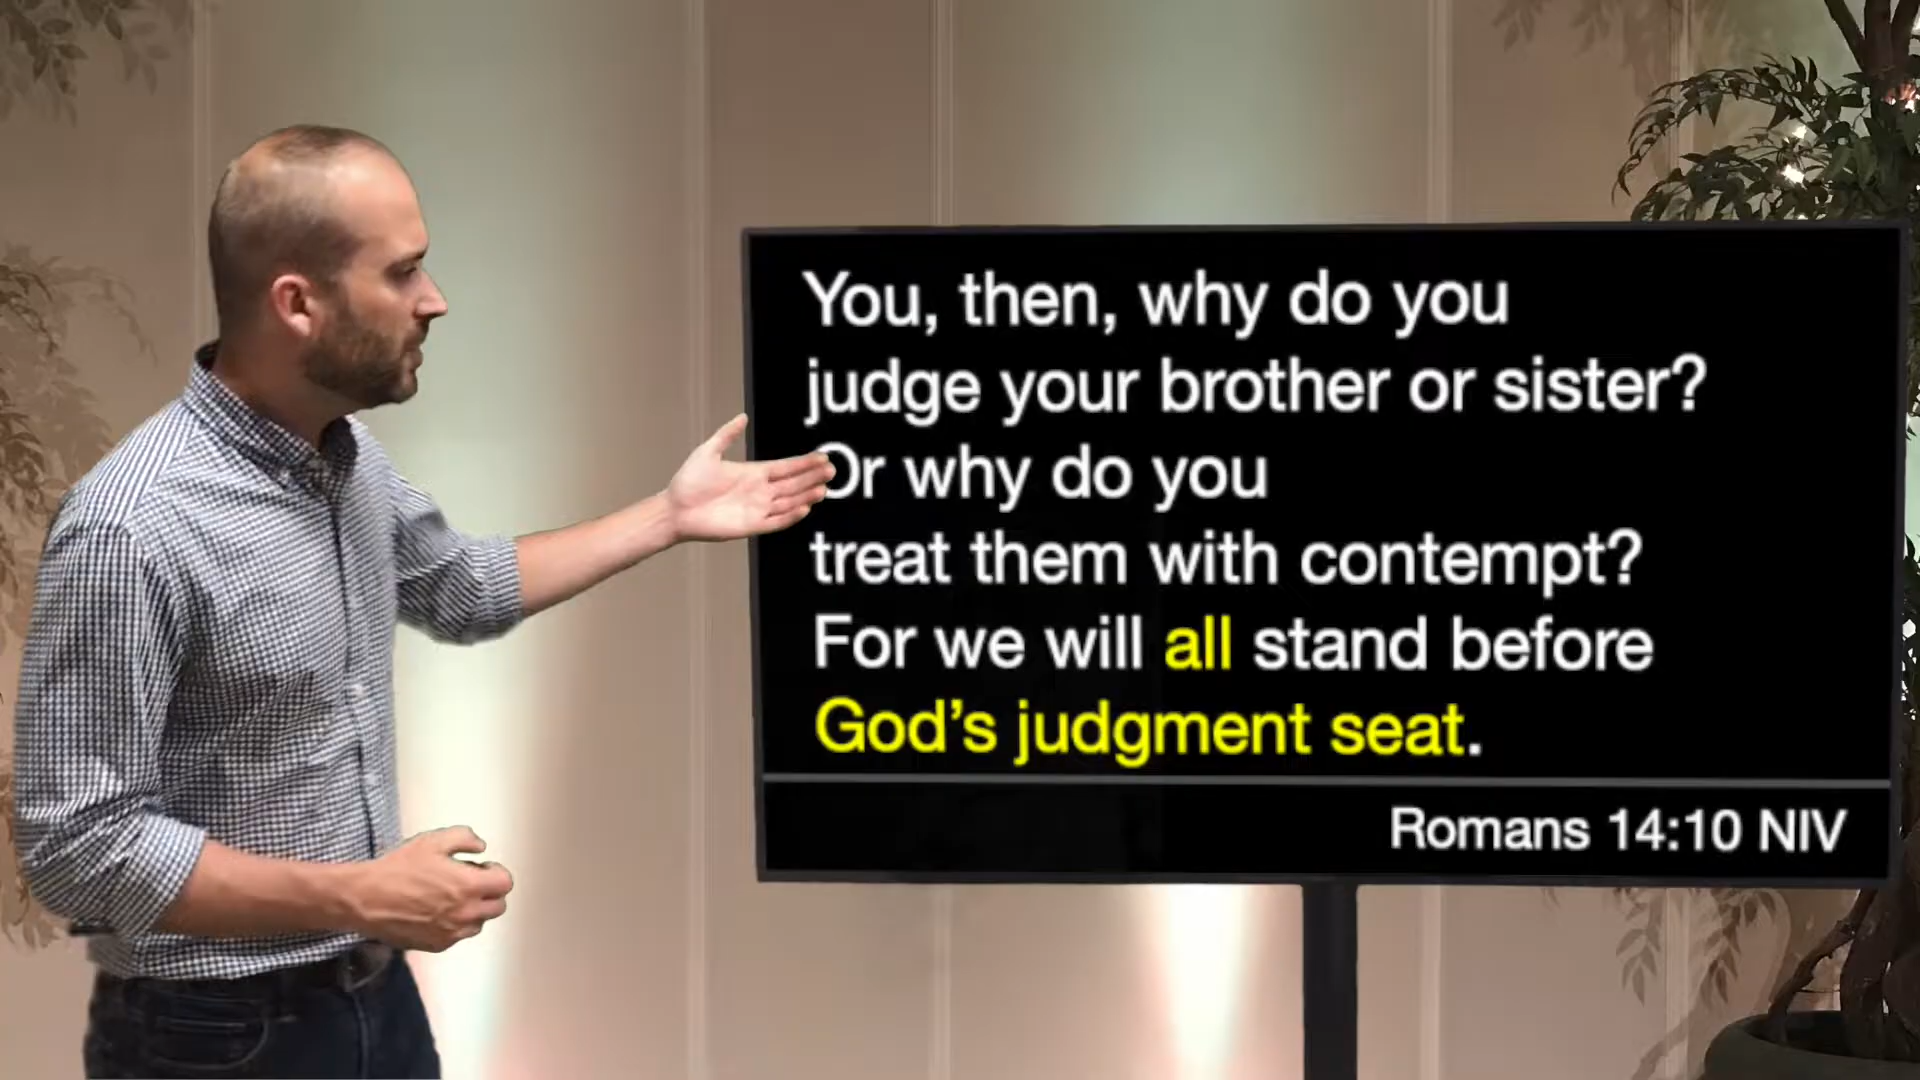 You, then, why do you
judge your brother or sister?
Or why do you
treat them with contempt?
For we will all stand before
God’s judgment seat.
Romans 14:10 NIV